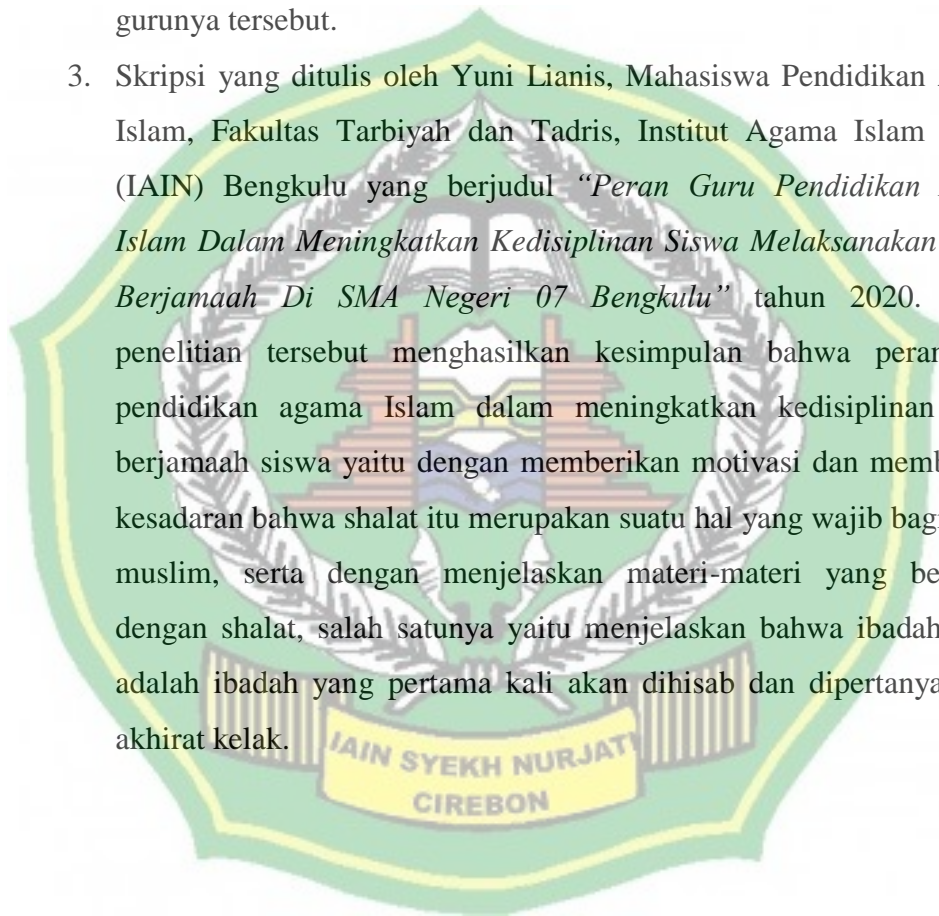 gurunya tersebut.
3. Skripsi yang ditulis oleh Yuni Lianis, Mahasiswa Pendidikan
Islam, Fakultas Tarbiyah dan Tadris, Institut Agama Islam
(IAIN) Bengkulu yang berjudul “Peran Guru Pendidikan
Islam Dalam Meningkatkan Kedisiplinan Siswa Melaksanakan
Berjamaah Di SMA Negeri 07 Bengkulu” tahun 2020.
penelitian tersebut menghasilkan kesimpulan bahwa peran
pendidikan agama Islam dalam meningkatkan kedisiplinan
berjamaah siswa yaitu dengan memberikan motivasi dan memb
kesadaran bahwa shalat itu merupakan suatu hal yang wajib bagi
muslim, serta dengan menjelaskan materi-materi yang be
dengan shalat, salah satunya yaitu menjelaskan bahwa ibadah
adalah ibadah yang pertama kali akan dihisab dan dipertanya
akhirat kelak.
IAIN SYEKH NURJATI
CIREBON